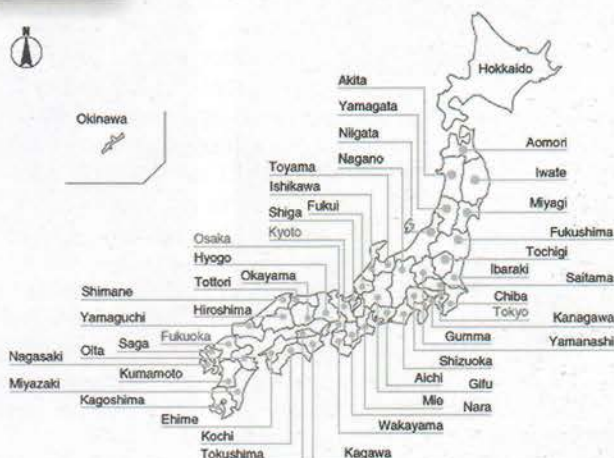 N
Hokkaido
Akita
Okinawa
Yamagata
Niigata
Aomori
Toyama
Nagano
Iwate
Ishikawa
Shiga
Fukui
Miyagi
Osaka
Kyoto
Fukushima
Hyogo
Tochigi
Tottori
Okayama
Ibaraki
Saitama
Shimane
Chiba
Yamaguchi
Hiroshima
Tokyo
Kanagawa
Nagasaki
Oita
Saga
Fukuoka
Gumma
Yamanashi
Miyazaki
Kumamoto
Shizuoka
Kagoshima
Aichi
Gifu
Ehime
Mie
Nara
Kochi
Wakayama
Tokushima
Kagawa